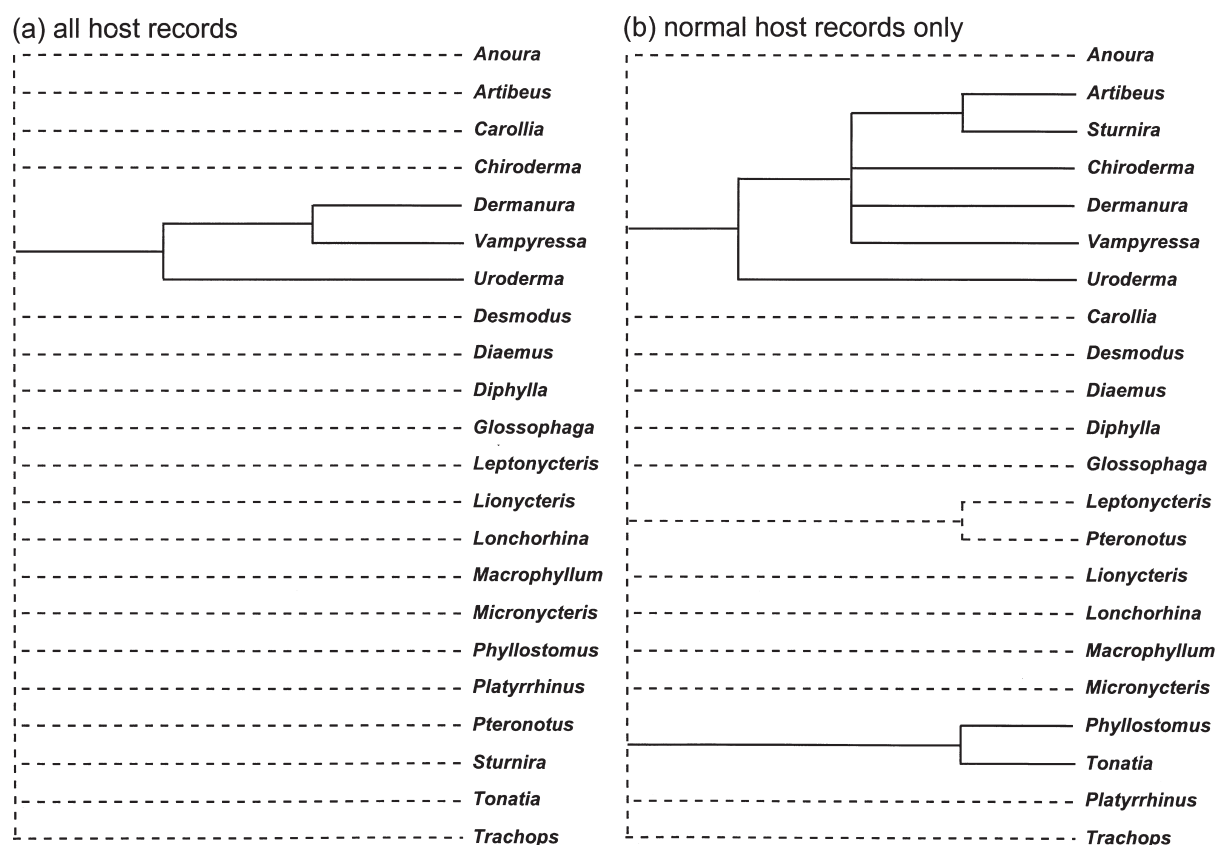 (a) all host records
Anoura
Artibeus
Carollia
Chiroderma
Dermanura
Vampyressa
Uroderma
Desmodus
Diaemus
Diphylla
Glossophaga
Leptonycteris
Lionycteris
Lonchorhina
Macrophyllum
Micronycteris
Phyllostomus
Platyrrhinus
Pteronotus
Sturnira
Tonatia
Trachops
(b) normal host records only
Anoura
Artibeus
Sturnira
Chiroderma
Dermanura
Vampyressa
Uroderma
Carollia
Desmodus
Diaemus
Diphylla
Glossophaga
Leptonycteris
Pteronotus
Lionycteris
Lonchorhina
Macrophyllum
Micronycteris
Phyllostomus
Tonatia
Platyrrhinus
Trachops